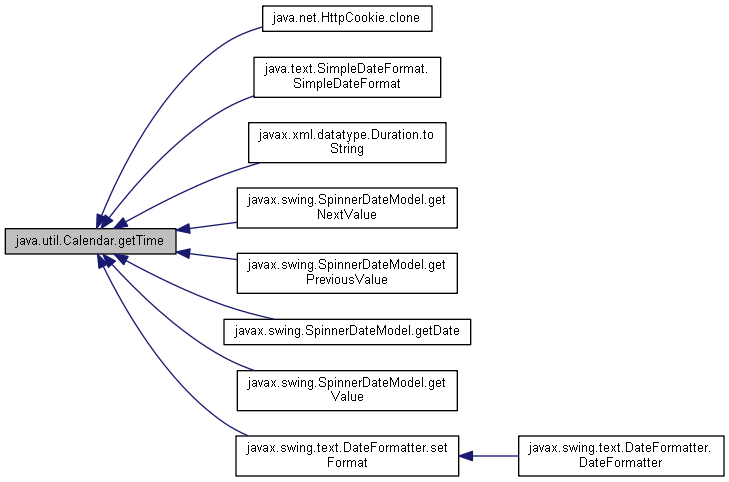 java.net.HttpCookie.clone
java.text.SimpleDateFormat.
SimpleDateFormat
javax.xml.datatype.Duration.to
String
javax.swing.SpinnerDateModel.get
NextValue
java.util.Calendar.getTime
javax.swing.SpinnerDateModel.get
PreviousValue
javax.swing.SpinnerDateModel.getDate
javax.swing.SpinnerDateModel.get
Value
javax.swing.text.DateFormatter.set
Format
javax.swing.text.DateFormatter.
DateFormatter